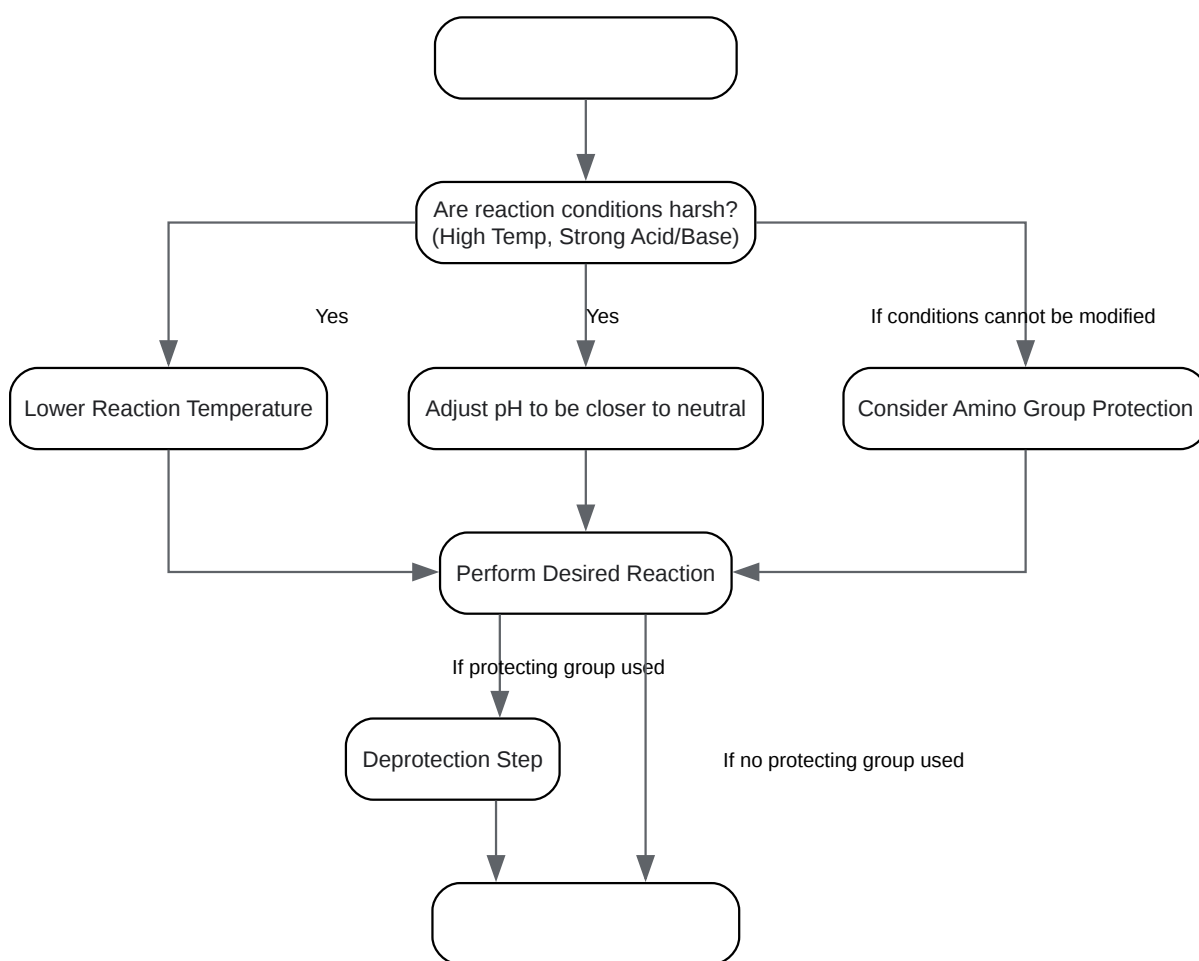 Are reaction conditions harsh?
(High Temp, Strong Acid/Base)
Yes
Yes
If conditions cannot be modified
Lower Reaction Temperature
Adjust pH to be closer to neutral
Consider Amino Group Protection
Perform Desired Reaction
If protecting group used
Deprotection Step
If no protecting group used